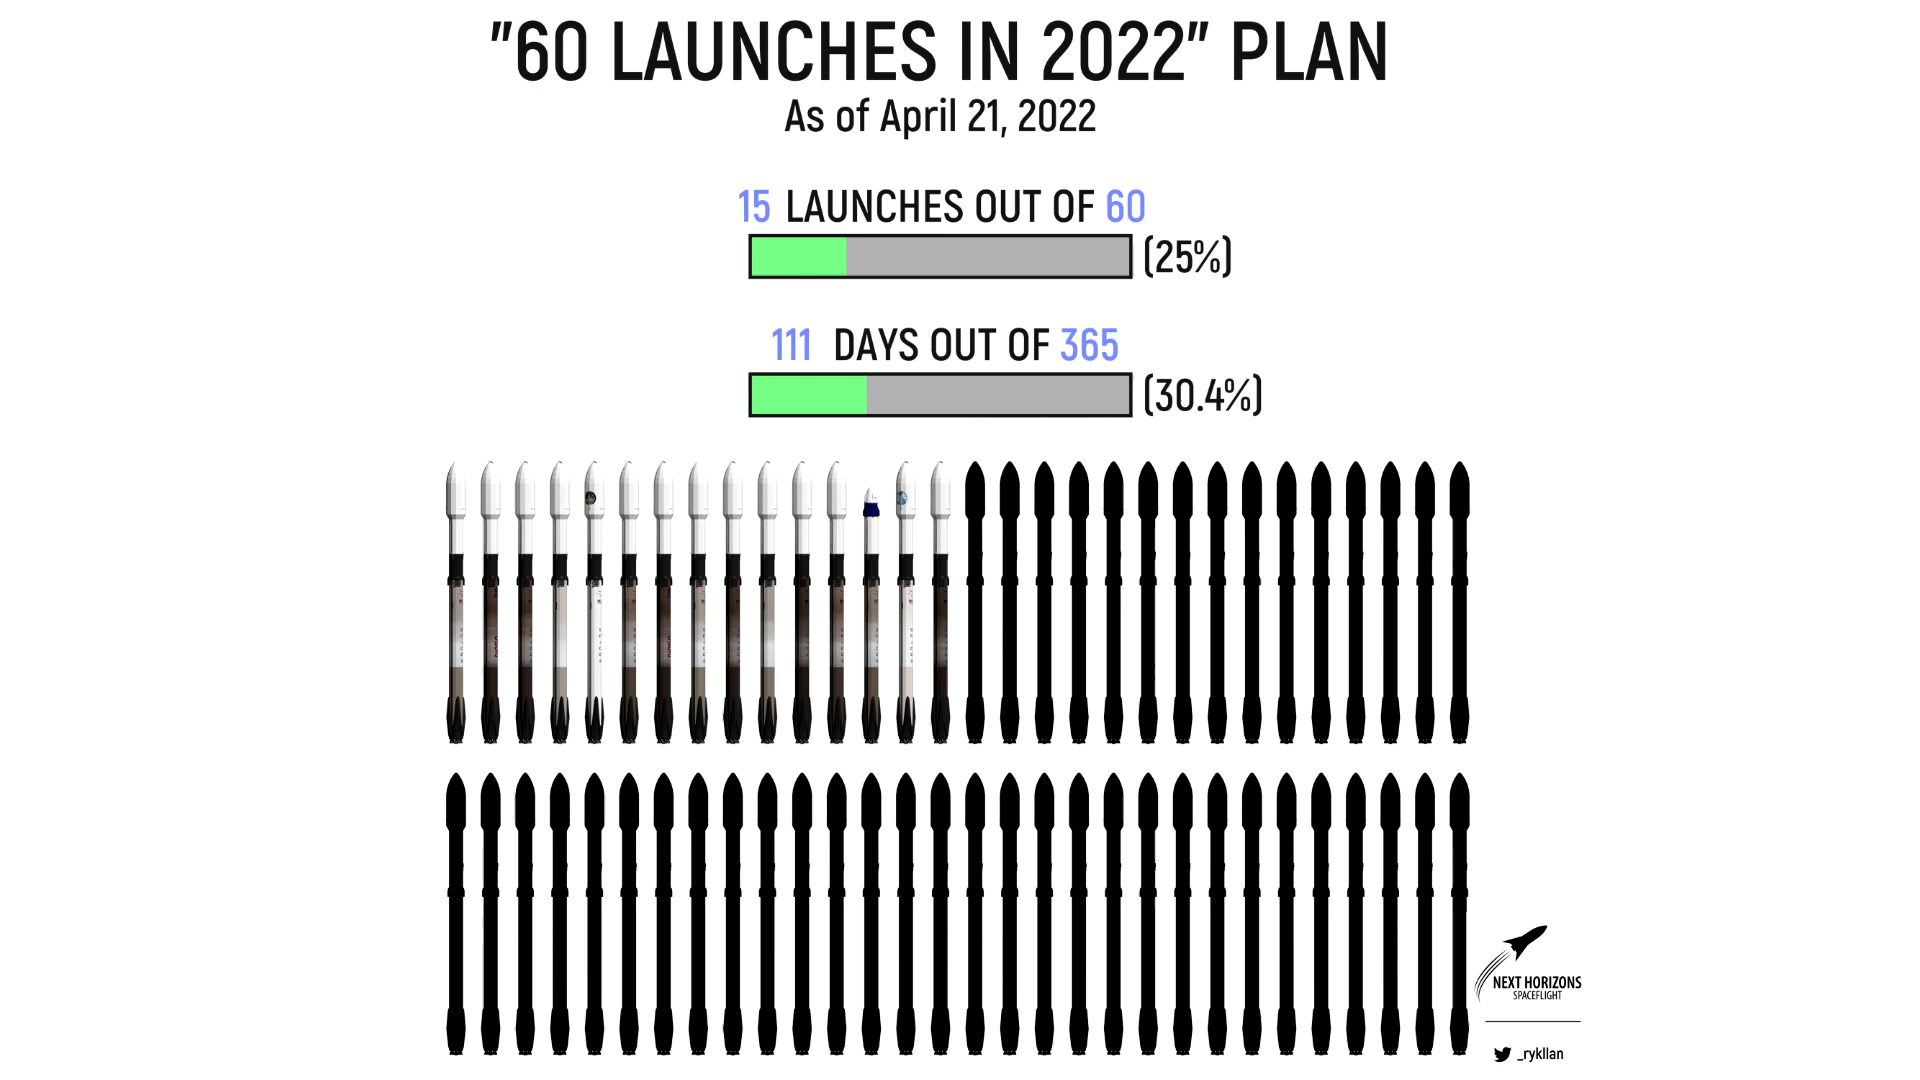 "60 LAUNCHES IN 2022" PLAN
As of April 21, 2022
15 LAUNCHES OUT OF 60
(25%)
111 DAYS OUT OF 365
(30.4%)
NEXT HORIZONS
SPACEFLIGHT
_rykllan